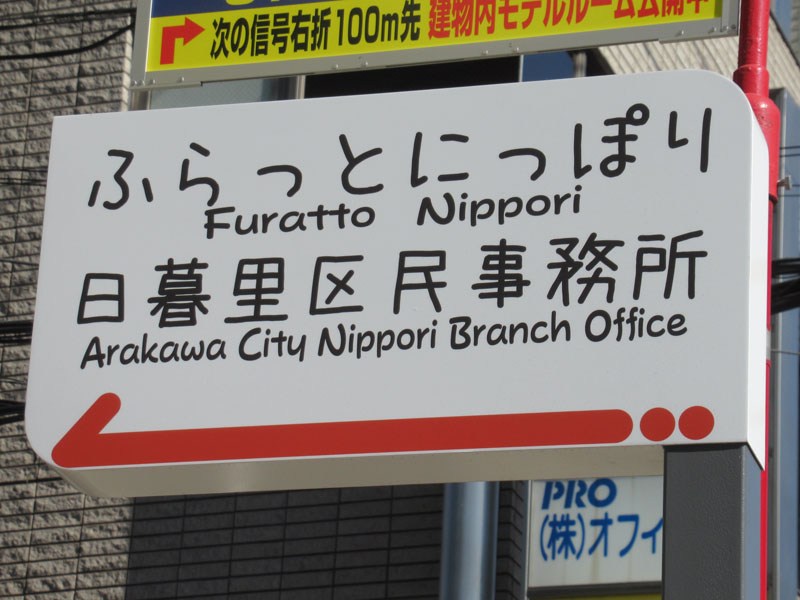 次の信号右折100m先 建物内モデルルーム公開中
ふらっとにっぽり
Furatto Nippori
日暮里区民事務所
Arakawa City Nippori Branch Office
PRO
(株)オフィ